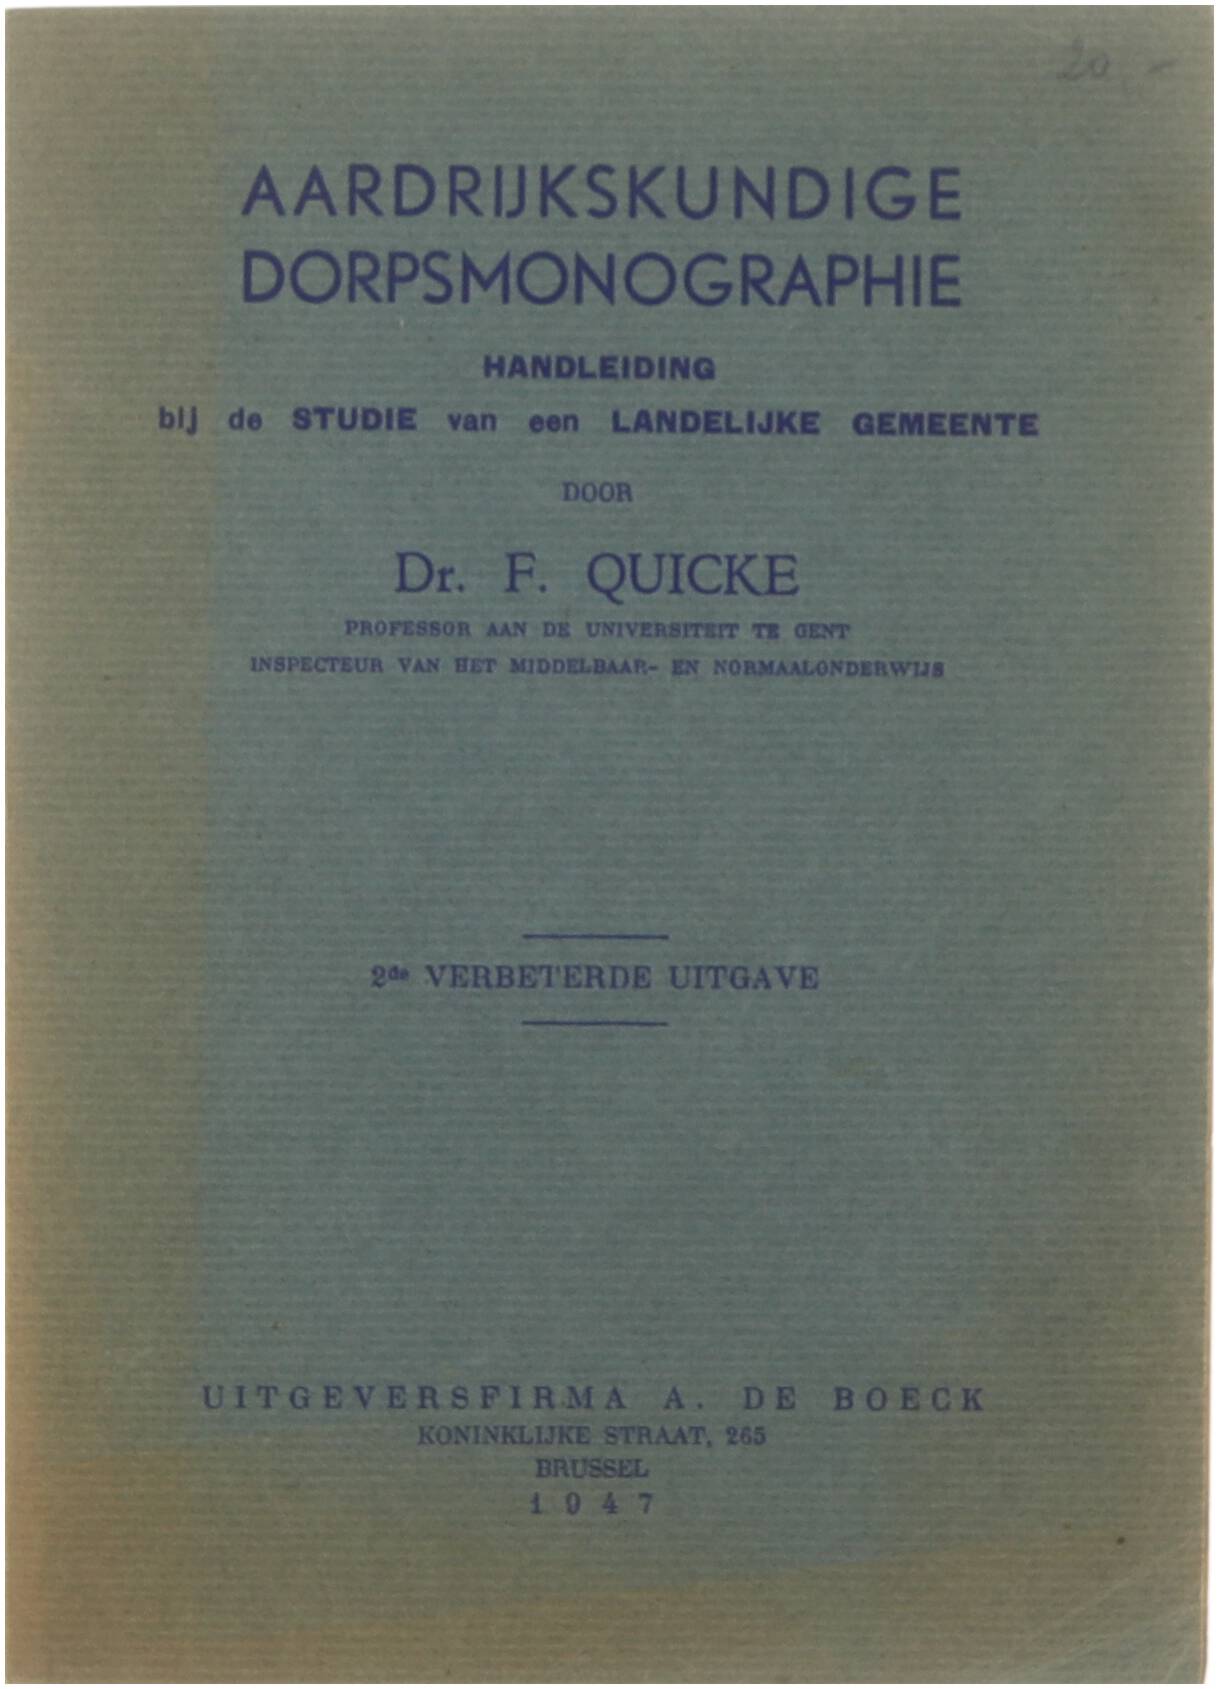 20,-
AARDRIJKSKUNDIGE
DORPSMONOGRAPHIE
HANDLEIDING
bij de STUDIE van een LANDELIJKE GEMEENTE
DOOR
Dr. F. QUICKE
PROFESSOR AAN DE UNIVERSITEIT TE GENT
INSPECTEUR VAN HET MIDDELBAAR- EN NORMAALONDERWIJS
2de VERBETERDE UITGAVE
UITGEVERSFIRMA A. DE BOECK
KONINKLIJKE STRAAT, 265
BRUSSEL
1947